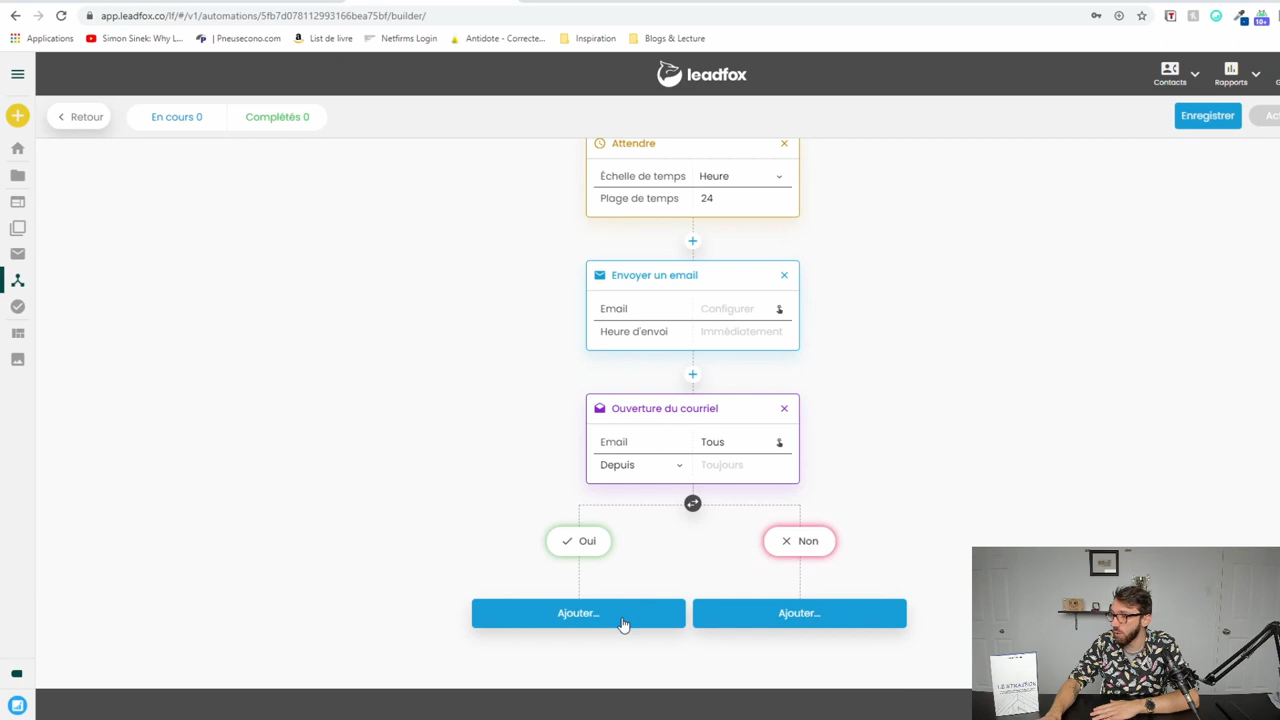 app.leadfox.co/lf/#/v1/automations/5fb7d078112993166bea75bf/builder/
Applications
Simon Sinek: Why L...
| Pneusecono.com
List de livre
Netfirms Login
Antidote - Correcte...
Inspiration
Blogs & Lecture
10+
leadfox
Contacts
Rapports
Retour
En cours 0
Complétés 0
Enregistrer
Attendre
Échelle de temps Heure
Plage de temps 24
Envoyer un email
Email Configurer
Heure d'envoi Immédiatement
Ouverture du courriel
Email Tous
Depuis Toujours
Oui
Non
Ajouter...
Ajouter...